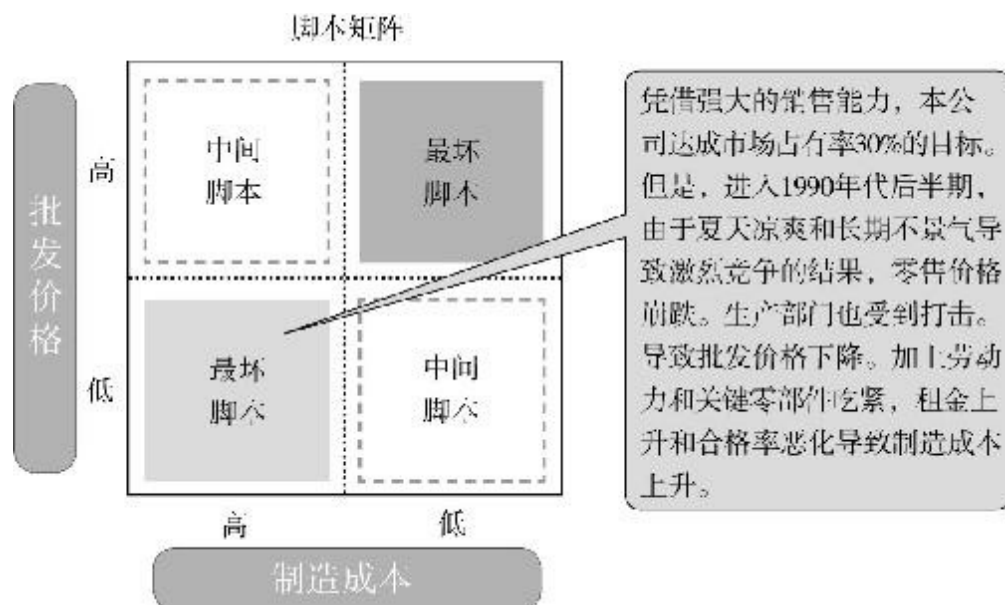 脚本矩阵
批发价格
高
低
中间
脚本
最坏
脚本
最坏
脚本
中间
脚本
高
低
制造成本
凭借强大的销售能力，本公
司达成市场占有率30%的目标。
但是，进入1990年代后半期，
由于夏天凉爽和长期不景气导
致激烈竞争的结果，零售价格
崩跌。生产部门也受到打击。
导致批发价格下降。加上劳动
力和关键零部件吃紧，租金上
升和合格率恶化导致制造成本
上升。